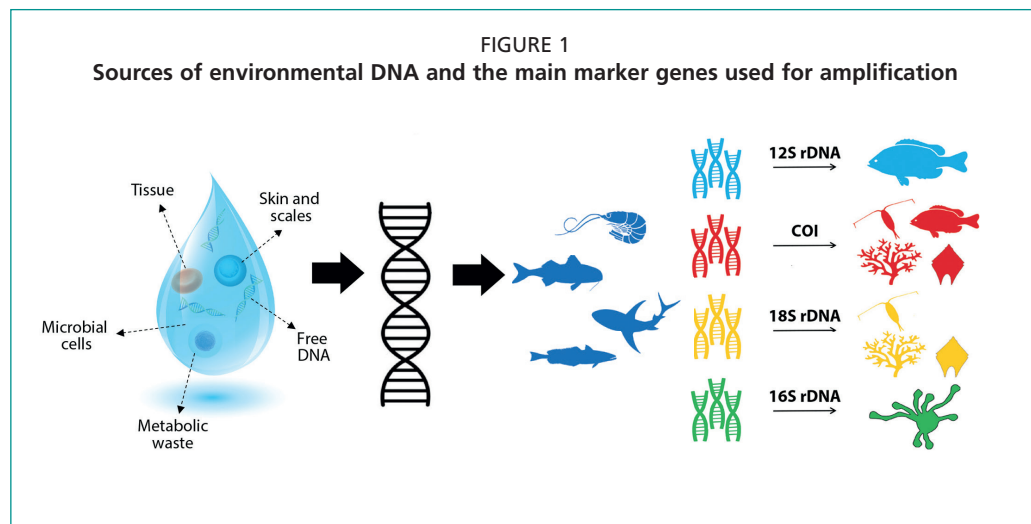 FIGURE 1
Sources of environmental DNA and the main marker genes used for amplification
Tissue
Skin and
scales
Microbial
cells
Free
DNA
Metabolic
waste
12S rDNA
COI
18S rDNA
16S rDNA